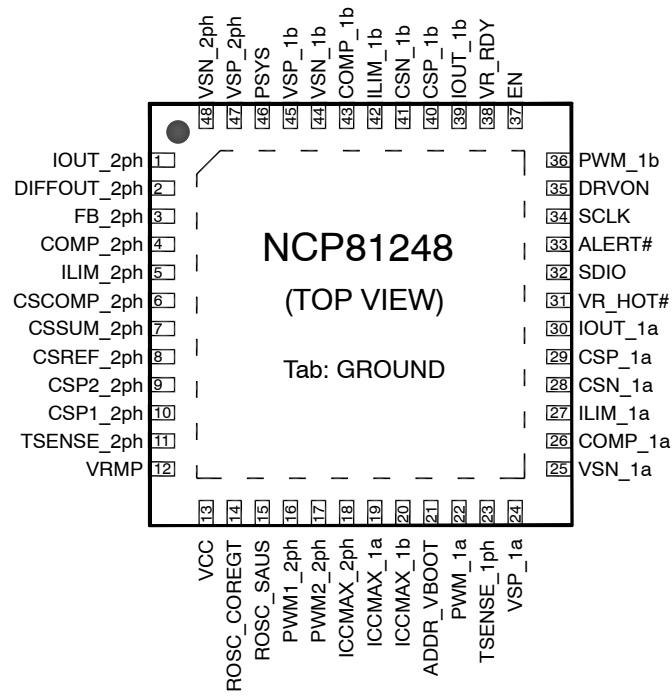 VSN_2ph
VSP_2ph
PSYS
VSP_1b
VSN_1b
COMP_1b
ILIM_1b
CSN_1b
CSP_1b
IOUT_1b
VR_RDY
EN
48
47
46
45
44
43
42
41
40
39
38
37
IOUT_2ph 1
DIFFOUT_2ph 2
FB_2ph 3
COMP_2ph 4
ILIM_2ph 5
CSCOMP_2ph 6
CSSUM_2ph 7
CSREF_2ph 8
CSP2_2ph 9
CSP1_2ph 10
TSENSE_2ph 11
VRMP 12
NCP81248
(TOP VIEW)
Tab: GROUND
36 PWM_1b
35 DRVON
34 SCLK
33 ALERT#
32 SDIO
31 VR_HOT#
30 IOUT_1a
29 CSP_1a
28 CSN_1a
27 ILIM_1a
26 COMP_1a
25 VSN_1a
13
14
15
16
17
18
19
20
21
22
23
24
VCC
ROSC_COREGT
ROSC_SAUS
PWM1_2ph
PWM2_2ph
ICCMAX_2ph
ICCMAX_1a
ICCMAX_1b
ADDR_VBOOT
PWM_1a
TSENSE_1ph
VSP_1a